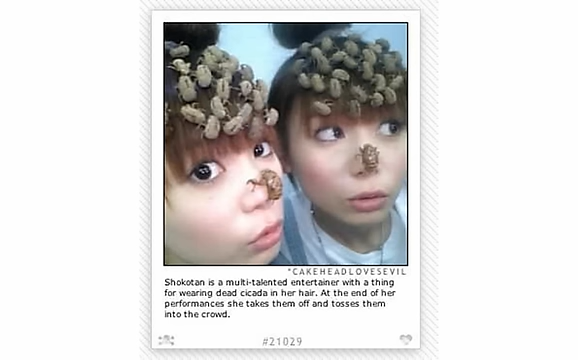 *CAKEHEADLOVESEVIL
Shokotan is a multi-talented entertainer with a thing
for wearing dead cicada in her hair. At the end of her
performances she takes them off and tosses them
into the crowd.
#21029